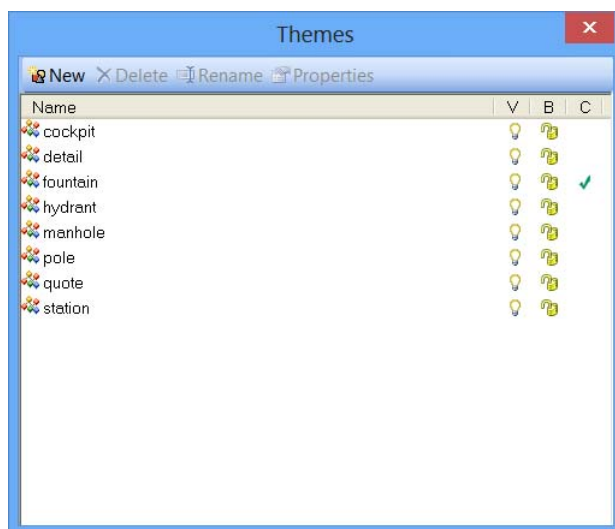 Themes
New Delete Rename Properties
Name V B C
cockpit
detail
fountain
hydrant
manhole
pole
quote
station